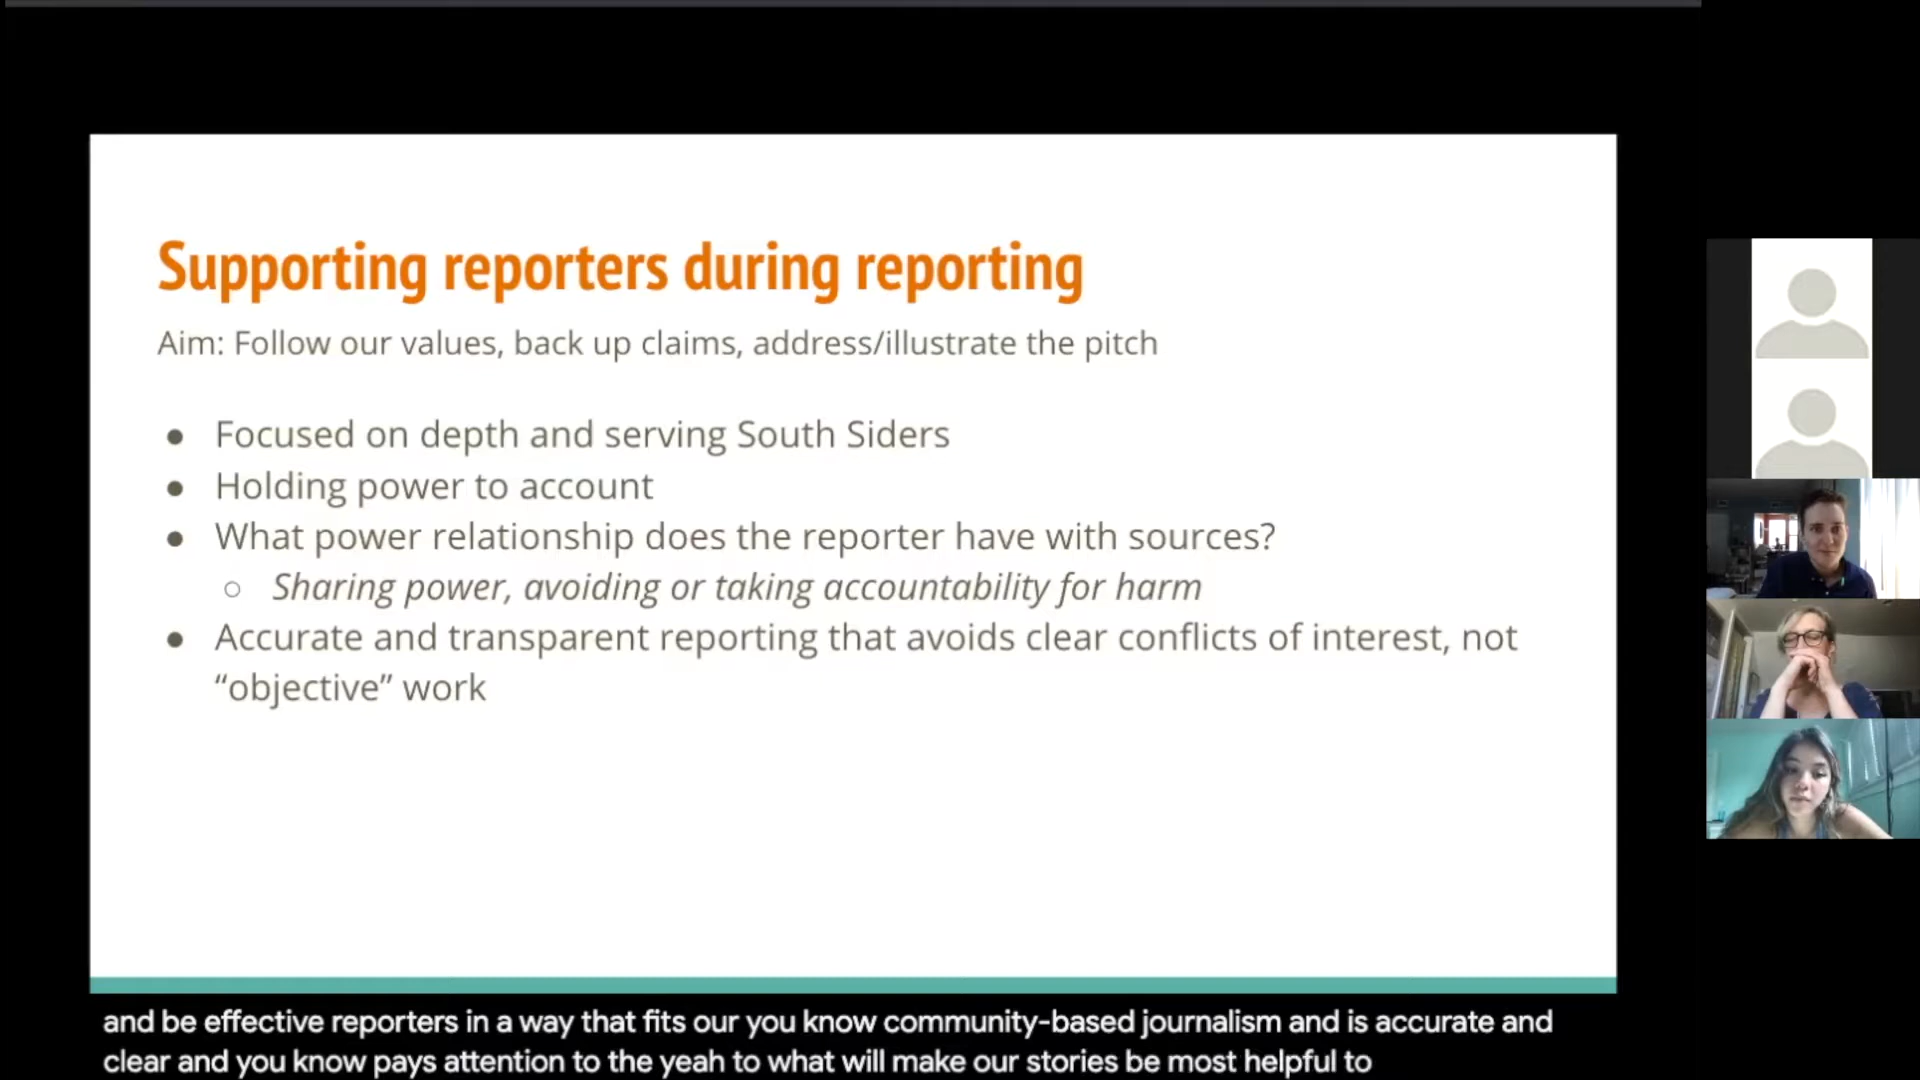 Supporting reporters during reporting
Aim: Follow our values, back up claims, address/illustrate the pitch
● Focused on depth and serving South Siders
● Holding power to account
● What power relationship does the reporter have with sources?
○ Sharing power, avoiding or taking accountability for harm
● Accurate and transparent reporting that avoids clear conflicts of interest, not
“objective” work
and be effective reporters in a way that fits our you know community-based journalism and is accurate and
clear and you know pays attention to the yeah to what will make our stories be most helpful to